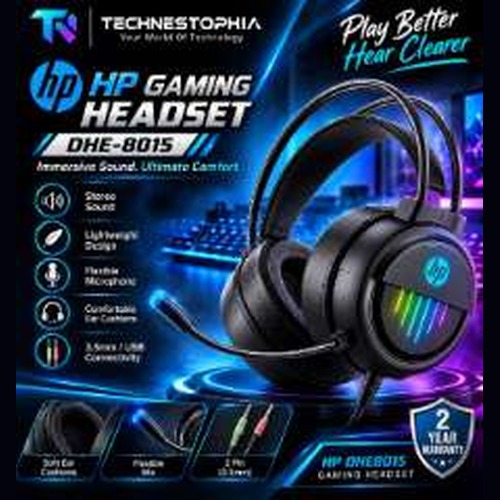 TN
TECHNESTOPHIA
Your World Of Technology
Play Better
Hear Clearer
hp
HP GAMING
HEADSET
DHE-8015
Immersive Sound. Ultimate Comfort
Stereo
Sound
Lightweight
Design
Flexible
Microphone
Comfortable
Ear Cushions
3.5mm / USB
Connectivity
hp
Soft Ear
Cushions
Flexible
Mic
2 Pin
(3.5mm)
HP DHE8015
GAMING HEADSET
2
YEAR
WARRANTY